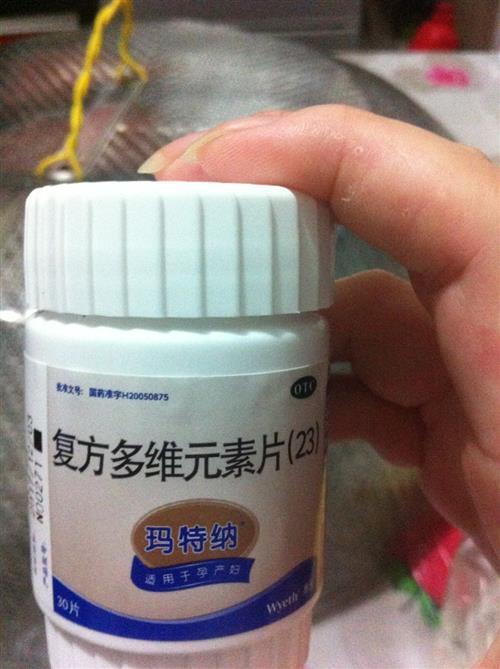 批准文号: 国药准字H20050875
OTC
复方多维元素片(23)
玛特纳
适用于孕产妇
30片
Wyeth